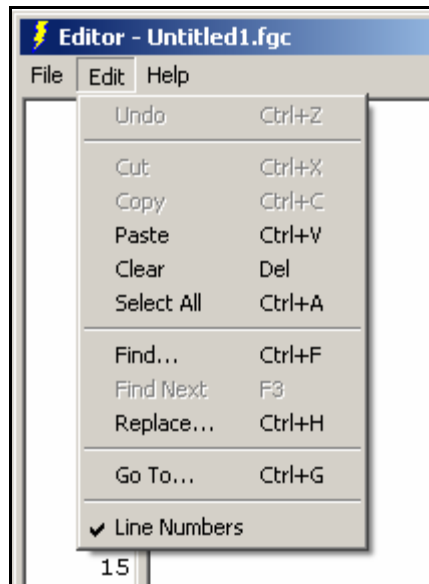 Editor - Untitled1.fgc
File Edit Help
Undo Ctrl+Z
Cut Ctrl+X
Copy Ctrl+C
Paste Ctrl+V
Clear Del
Select All Ctrl+A
Find... Ctrl+F
Find Next F3
Replace... Ctrl+H
Go To... Ctrl+G
Line Numbers
15